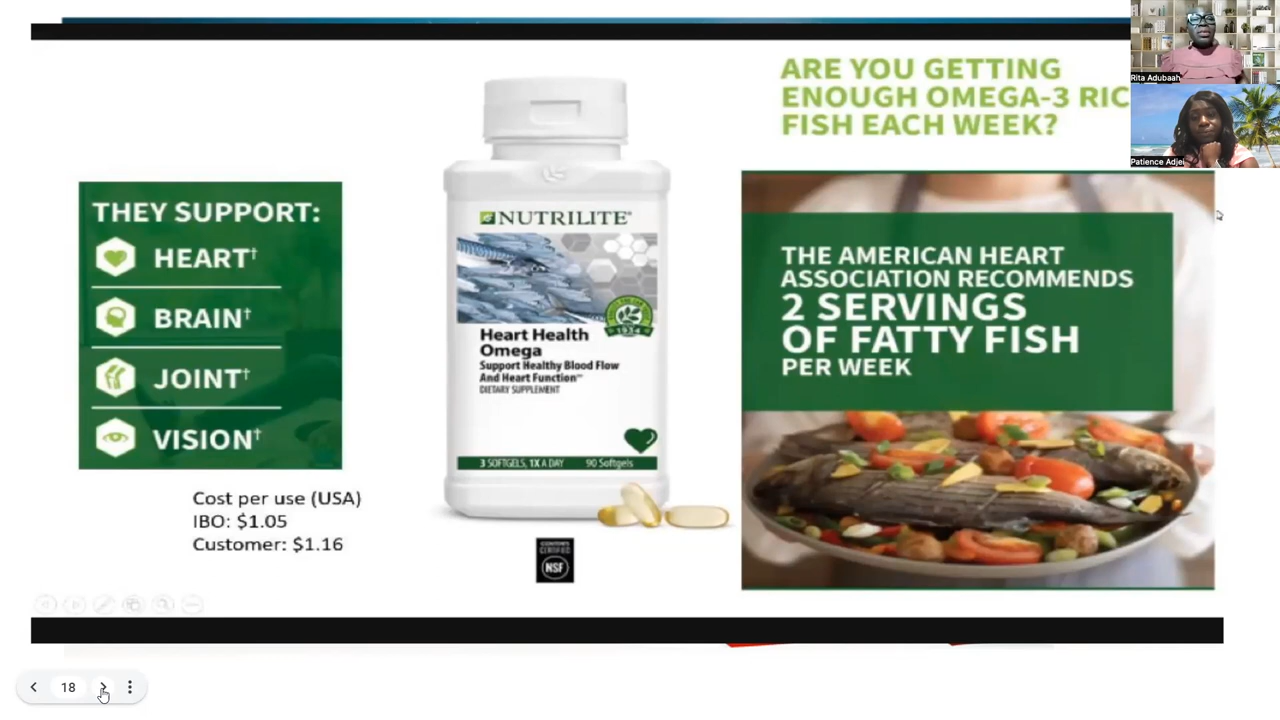 ARE YOU GETTING
ENOUGH OMEGA-3 RIC
FISH EACH WEEK?
Rita Adubaah
Patience Adjei
THEY SUPPORT:
HEART†
BRAIN†
JOINT†
VISION†
Cost per use (USA)
IBO: $1.05
Customer: $1.16
NUTRILITE®
1934
Heart Health
Omega
Support Healthy Blood Flow
And Heart Function
DIETARY SUPPLEMENT
3 SOFTGELS, 1X A DAY 90 Softgels
CONTENTS
CERTIFIED
NSF
THE AMERICAN HEART
ASSOCIATION RECOMMENDS
2 SERVINGS
OF FATTY FISH
PER WEEK
18